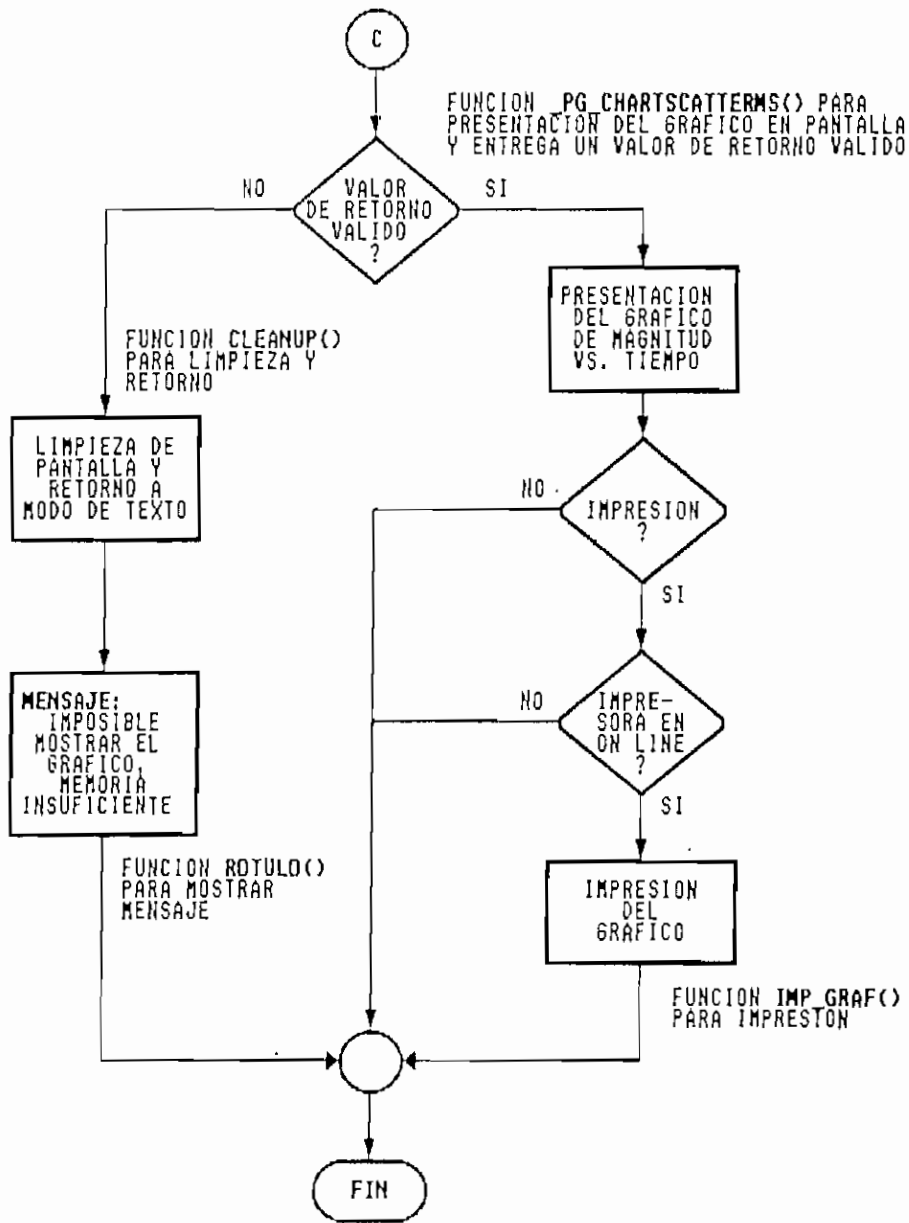 C
FUNCION _PG_CHARTSCATTERMS() PARA
PRESENTACION DEL GRAFICO EN PANTALLA
Y ENTREGA UN VALOR DE RETORNO VALIDO
NO
VALOR
DE RETORNO
VALIDO
?
SI
PRESENTACION
DEL GRAFICO
DE MAGNITUD
VS. TIEMPO
FUNCION CLEANUP()
PARA LIMPIEZA Y
RETORNO
LIMPIEZA DE
PANTALLA Y
RETORNO A
MODO DE TEXTO
NO
IMPRESION
?
SI
MENSAJE:
IMPOSIBLE
MOSTRAR EL
GRAFICO,
MEMORIA
INSUFICIENTE
NO
IMPRE-
SORA EN
ON LINE
?
SI
FUNCION ROTULO()
PARA MOSTRAR
MENSAJE
IMPRESION
DEL
GRAFICO
FUNCION IMP_GRAF()
PARA IMPRESION
FIN